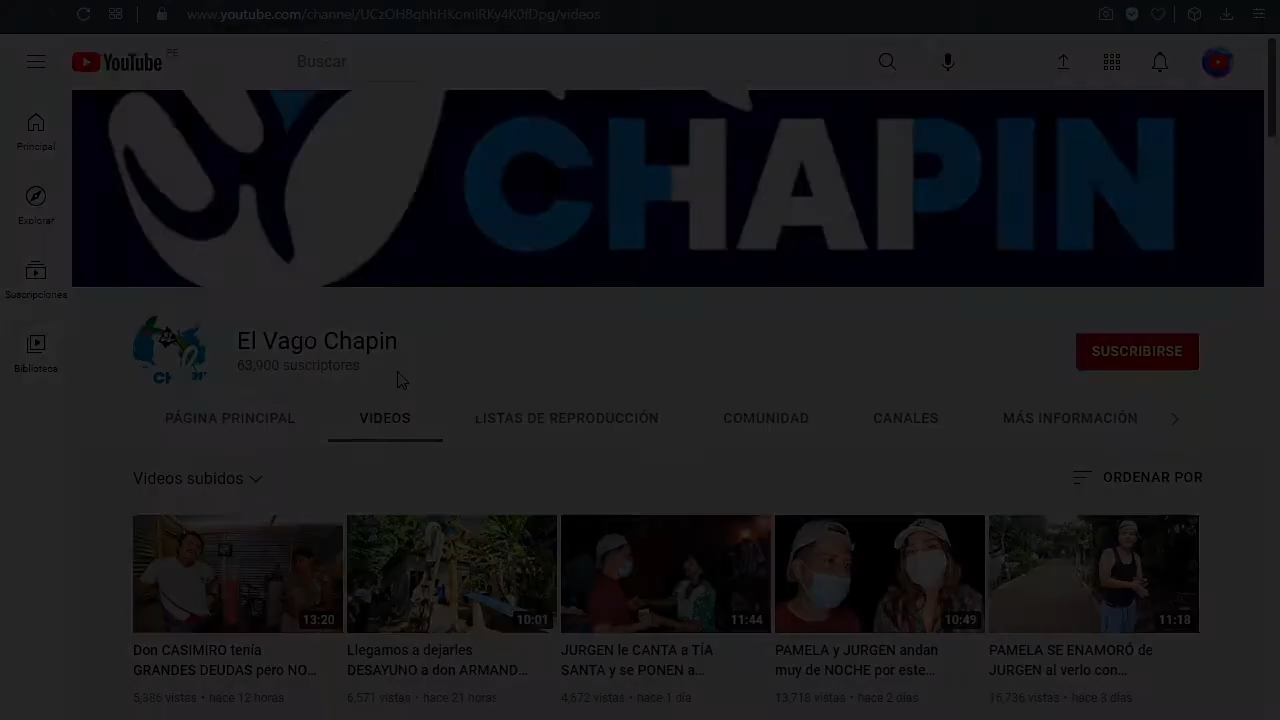 www.youtube.com/channel/UCzOH8qhhHKomiRKy4K0fDpg/videos
YouTube PE
Buscar
CHAPIN
Principal
Explorar
Suscripciones
Biblioteca
El Vago Chapin
63,900 suscriptores
SUSCRIBIRSE
PÁGINA PRINCIPAL
VIDEOS
LISTAS DE REPRODUCCIÓN
COMUNIDAD
CANALES
MÁS INFORMACIÓN
Videos subidos
ORDENAR POR
13:20
10:01
11:44
10:49
11:18
Don CASIMIRO tenía
GRANDES DEUDAS pero NO...
5,386 vistas • hace 12 horas
Llegamos a dejarles
DESAYUNO a don ARMAND...
6,571 vistas • hace 21 horas
JURGEN le CANTA a TÍA
SANTA y se PONEN a...
4,672 vistas • hace 1 día
PAMELA y JURGEN andan
muy de NOCHE por este...
13,718 vistas • hace 2 días
PAMELA SE ENAMORÓ de
JURGEN al verlo con...
16,736 vistas • hace 3 días